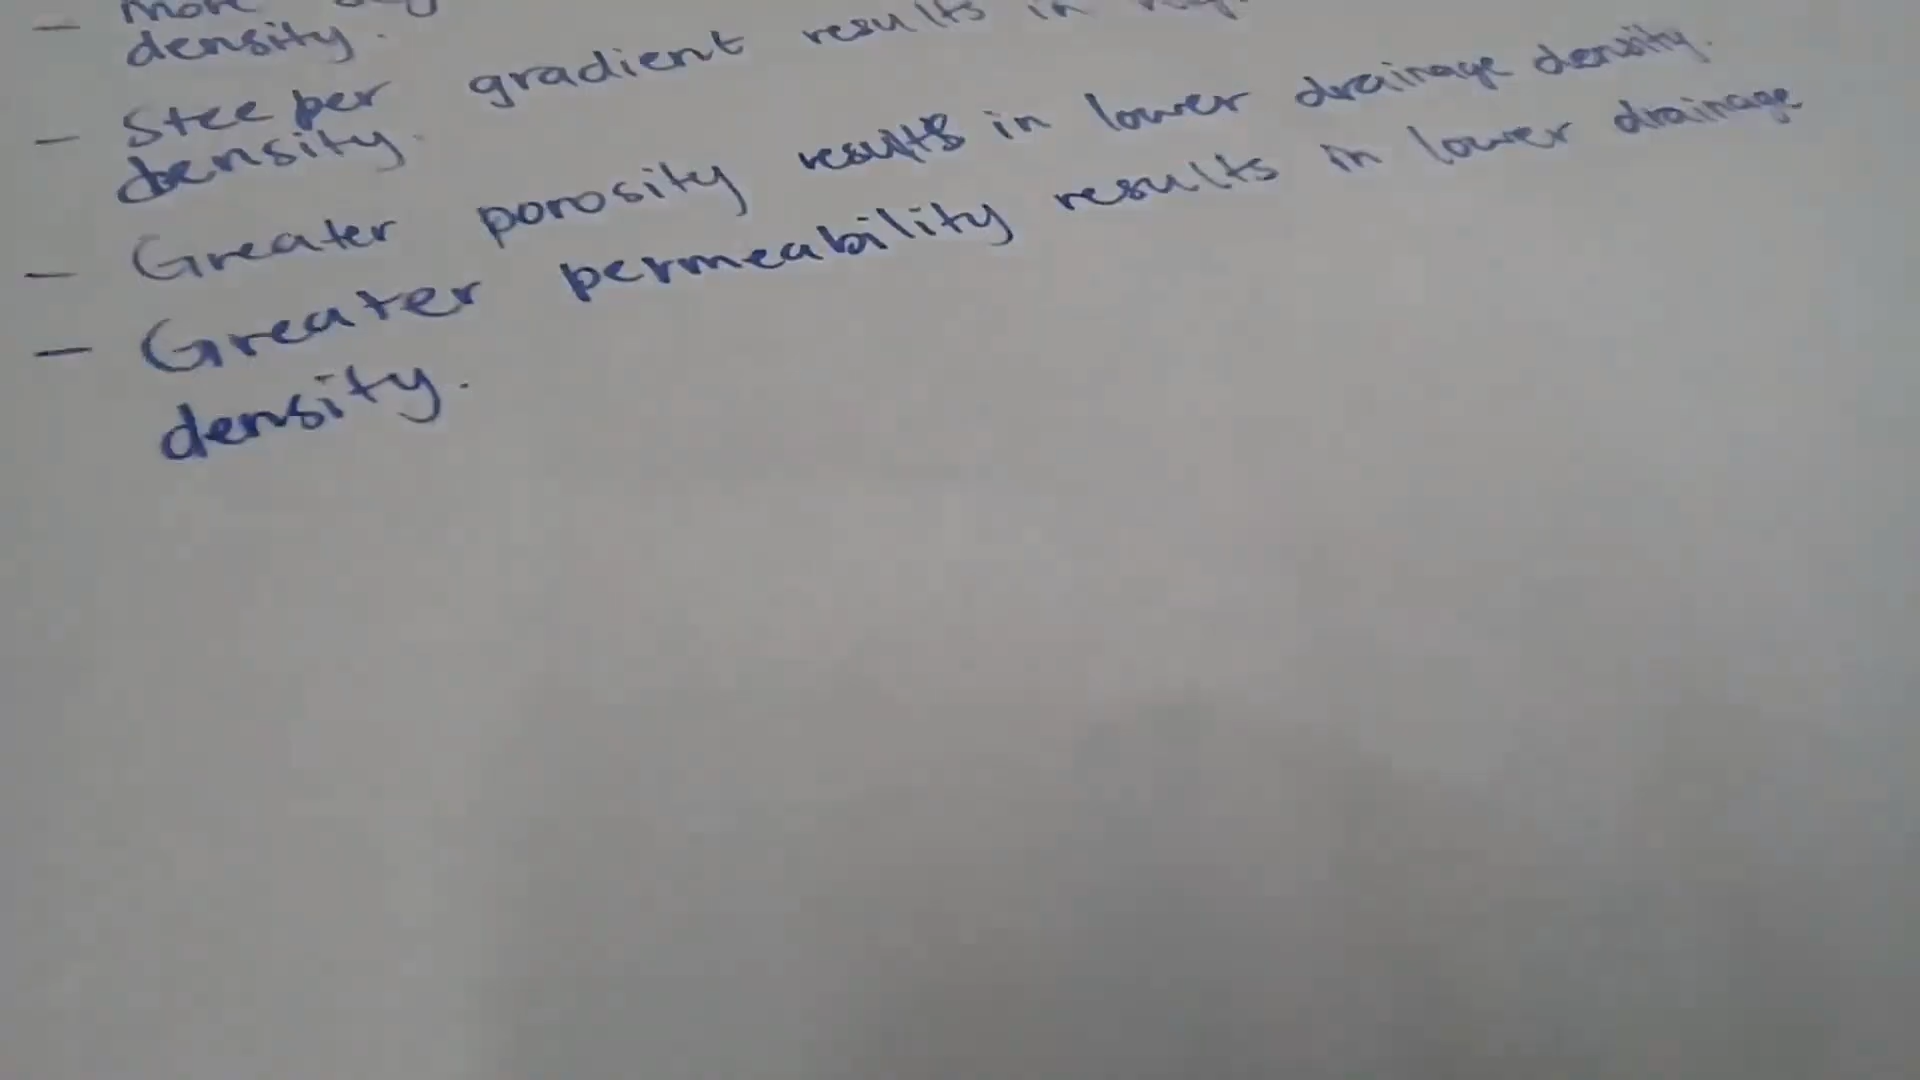 - More
density.
- Steeper gradient results in
density.
- Greater porosity results in lower drainage density.
- Greater permeability results in lower drainage
density.